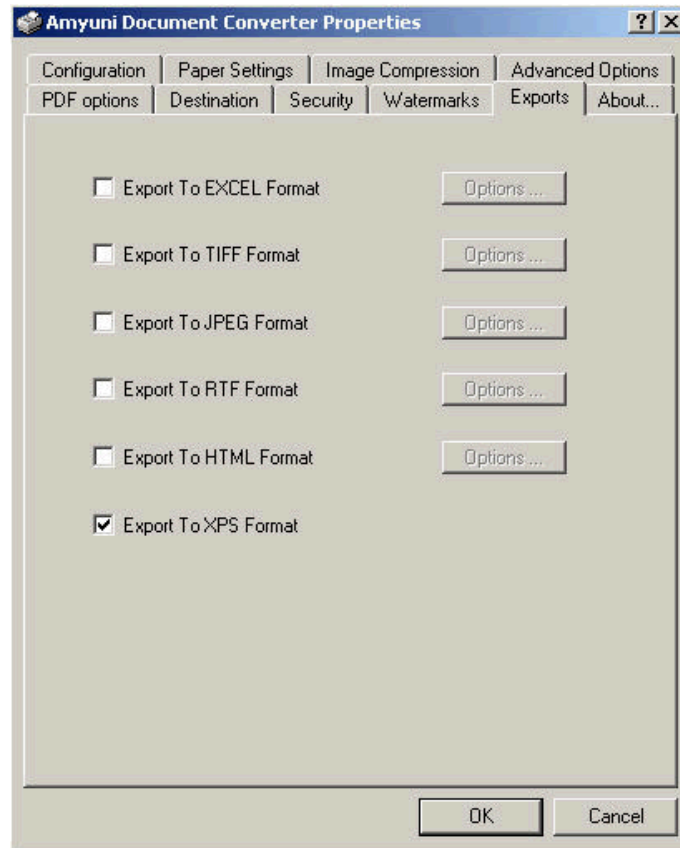 Amyuni Document Converter Properties
Configuration Paper Settings Image Compression Advanced Options
PDF options Destination Security Watermarks Exports About...
Export To EXCEL Format Options ...
Export To TIFF Format Options ...
Export To JPEG Format Options ...
Export To RTF Format Options ...
Export To HTML Format Options ...
Export To XPS Format
OK Cancel